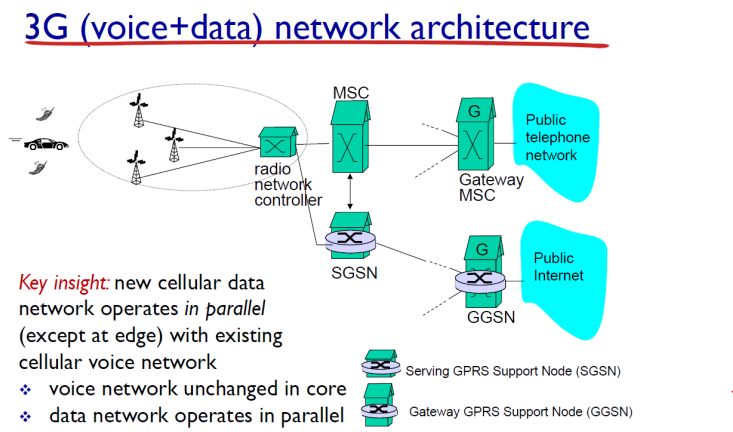 3G (voice+data) network architecture
MSC
G
Public
telephone
network
radio
network
controller
Gateway
MSC
SGSN
G
Public
Internet
GGSN
Key insight: new cellular data
network operates in parallel
(except at edge) with existing
cellular voice network
voice network unchanged in core
data network operates in parallel
Serving GPRS Support Node (SGSN)
Gateway GPRS Support Node (GGSN)